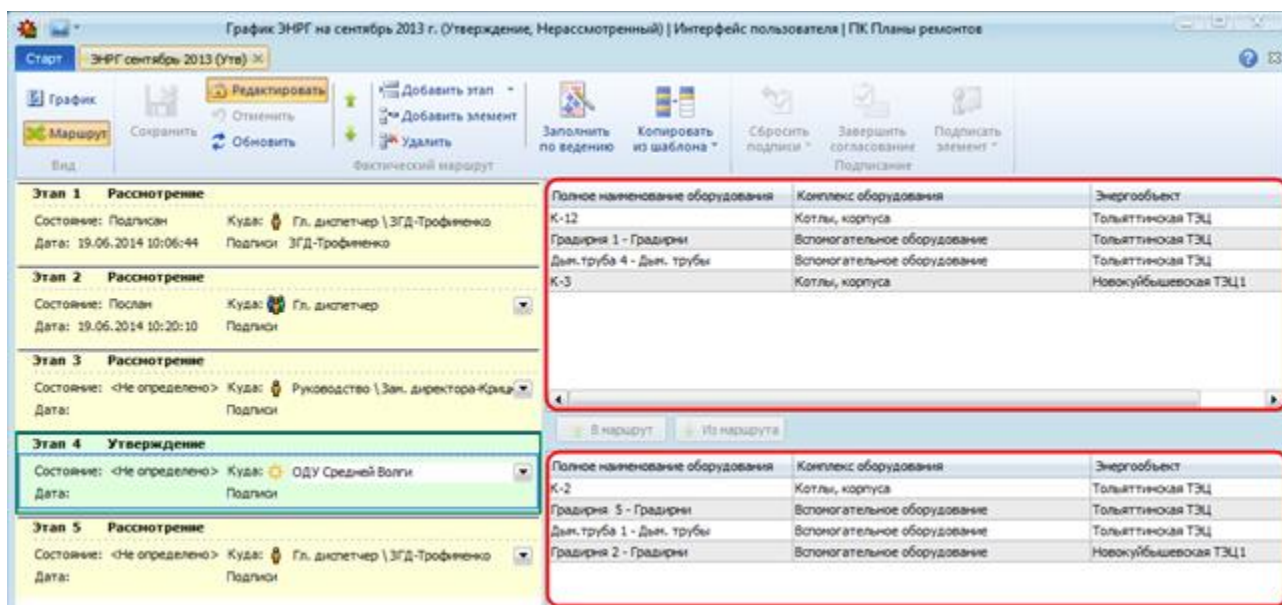 График ЭНРГ на сентябрь 2013 г. (Утверждение, Нерассмотренный) | Интерфейс пользователя | ПК Планы ремонтов
Старт ЭНРГ сентябрь 2013 (Утв)
График
Маршрут
Вид
Сохранить
Редактировать
Отменить
Обновить
Добавить этап
Добавить элемент
Удалить
Фактический маршрут
Заполнить по ведению
Копировать из шаблона
Сбросить подписи
Завершить согласование
Подписать элемент
Подписание
Этап 1 Рассмотрение
Состояние: Подписан Куда: Гл. диспетчер \ ЗГД-Трофименко
Дата: 19.06.2014 10:06:44 Подписи ЗГД-Трофименко
Этап 2 Рассмотрение
Состояние: Послан Куда: Гл. диспетчер
Дата: 19.06.2014 10:20:10 Подписи
Этап 3 Рассмотрение
Состояние: <Не определено> Куда: Руководство \ Зам. директора-Криц
Дата: Подписи
Этап 4 Утверждение
Состояние: <Не определено> Куда: ОДУ Средней Волги
Дата: Подписи
Этап 5 Рассмотрение
Состояние: <Не определено> Куда: Гл. диспетчер \ ЗГД-Трофименко
Дата: Подписи
Полное наименование оборудования Комплекс оборудования Энергообъект
К-12 Котлы, корпуса Тольяттинская ТЭЦ
Градирня 1 - Градирни Вспомогательное оборудование Тольяттинская ТЭЦ
Дым.труба 4 - Дым. трубы Вспомогательное оборудование Тольяттинская ТЭЦ
К-3 Котлы, корпуса Новокуйбышевская ТЭЦ1
В маршрут Из маршрута
Полное наименование оборудования Комплекс оборудования Энергообъект
К-2 Котлы, корпуса Тольяттинская ТЭЦ
Градирня 5 - Градирни Вспомогательное оборудование Тольяттинская ТЭЦ
Дым.труба 1 - Дым. трубы Вспомогательное оборудование Тольяттинская ТЭЦ
Градирня 2 - Градирни Вспомогательное оборудование Новокуйбышевская ТЭЦ1